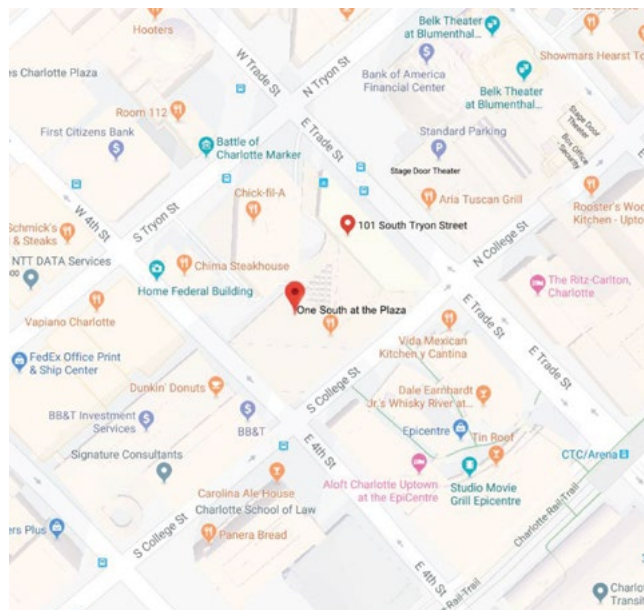 Hooters
W Trade St
N Tryon St
Belk Theater
at Blumenthal...
Bank of America
Financial Center
Belk Theater
at Blumenthal...
Showmars Hearst To
s Charlotte Plaza
Room 112
First Citizens Bank
Battle of
Charlotte Marker
E Trade St
Standard Parking
Stage Door Theater
Stage Door
Theater
Box Office
- Security
W 4th St
S Tryon St
Chick-fil-A
Aria Tuscan Grill
Rooster's Woo
Kitchen - Upto
Schmick's
& Steaks
101 South Tryon Street
N College St
NTT DATA Services
Chima Steakhouse
Home Federal Building
The Ritz-Carlton,
Charlotte
Vapiano Charlotte
One South at the Plaza
E Trade St
FedEx Office Print
& Ship Center
Vida Mexican
Kitchen y Cantina
E Trade St
Dunkin' Donuts
S College St
Dale Earnhardt
Jr.'s Whisky River at...
BB&T Investment
Services
BB&T
Epicentre
Tin Roof
Signature Consultants
E 4th St
CTC/Arena
Aloft Charlotte Uptown
at the EpiCentre
Studio Movie
Grill Epicentre
Carolina Ale House
Charlotte School of Law
Charlotte Rail-Trail
ers Plus
S College St
Panera Bread
E 4th St
Rail-Trail
Charlot
Transit